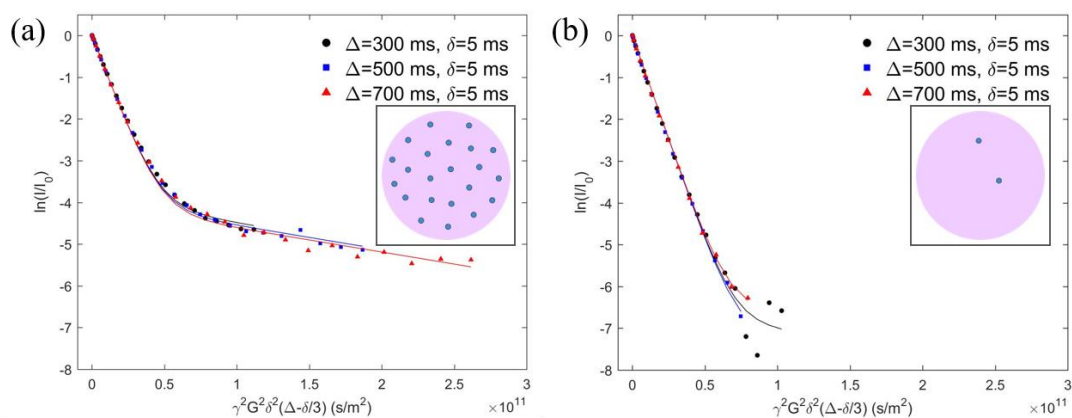 (a)
Δ=300 ms, δ=5 ms
Δ=500 ms, δ=5 ms
Δ=700 ms, δ=5 ms
0
-1
-2
-3
-4
-5
-6
-7
-8
ln(I/I₀)
0 0.5 1 1.5 2 2.5 3
γ²G²δ²(Δ-δ/3) (s/m²)
×10¹¹
(b)
Δ=300 ms, δ=5 ms
Δ=500 ms, δ=5 ms
Δ=700 ms, δ=5 ms
0
-1
-2
-3
-4
-5
-6
-7
-8
ln(I/I₀)
0 0.5 1 1.5 2 2.5 3
γ²G²δ²(Δ-δ/3) (s/m²)
×10¹¹